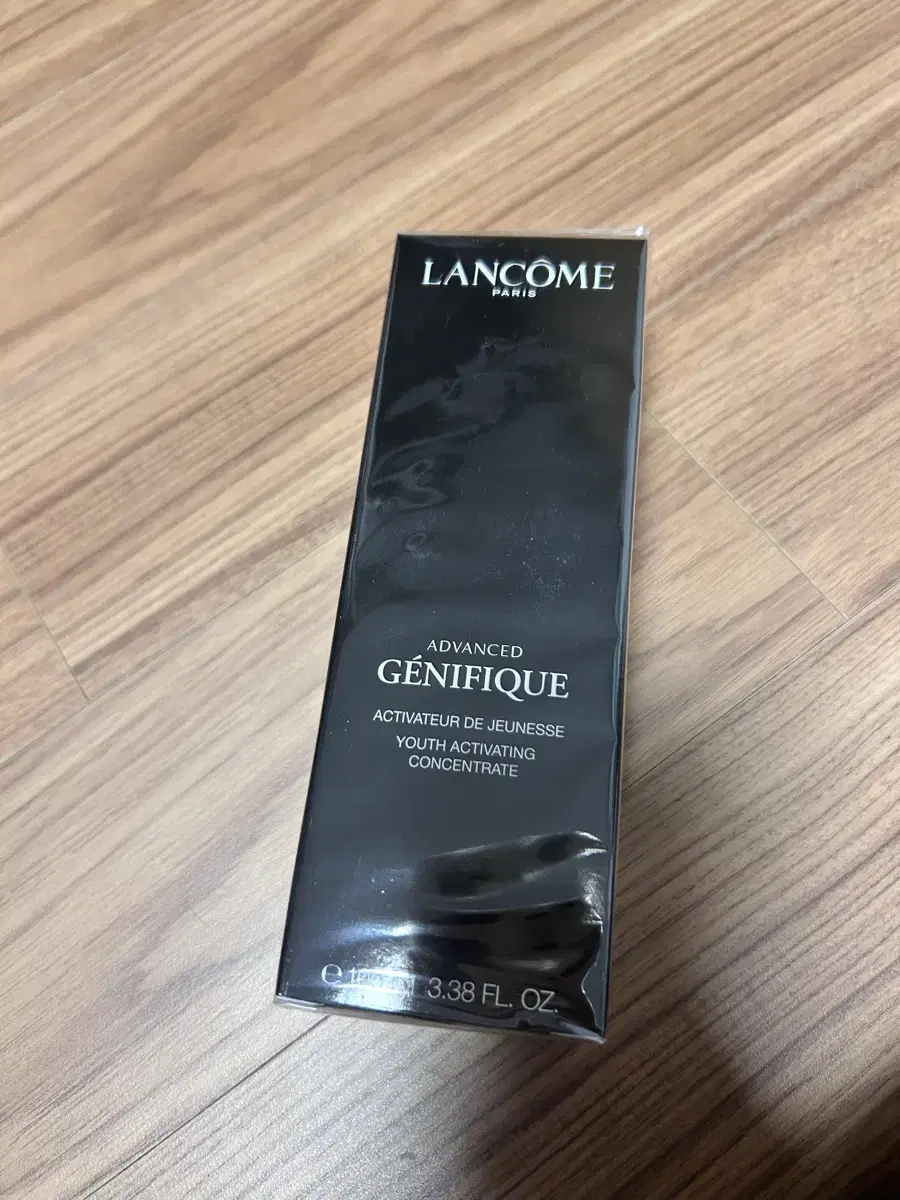 LANCÔME
PARIS
ADVANCED
GÉNIFIQUE
ACTIVATEUR DE JEUNESSE
YOUTH ACTIVATING
CONCENTRATE
℮ 3.38 FL. OZ.